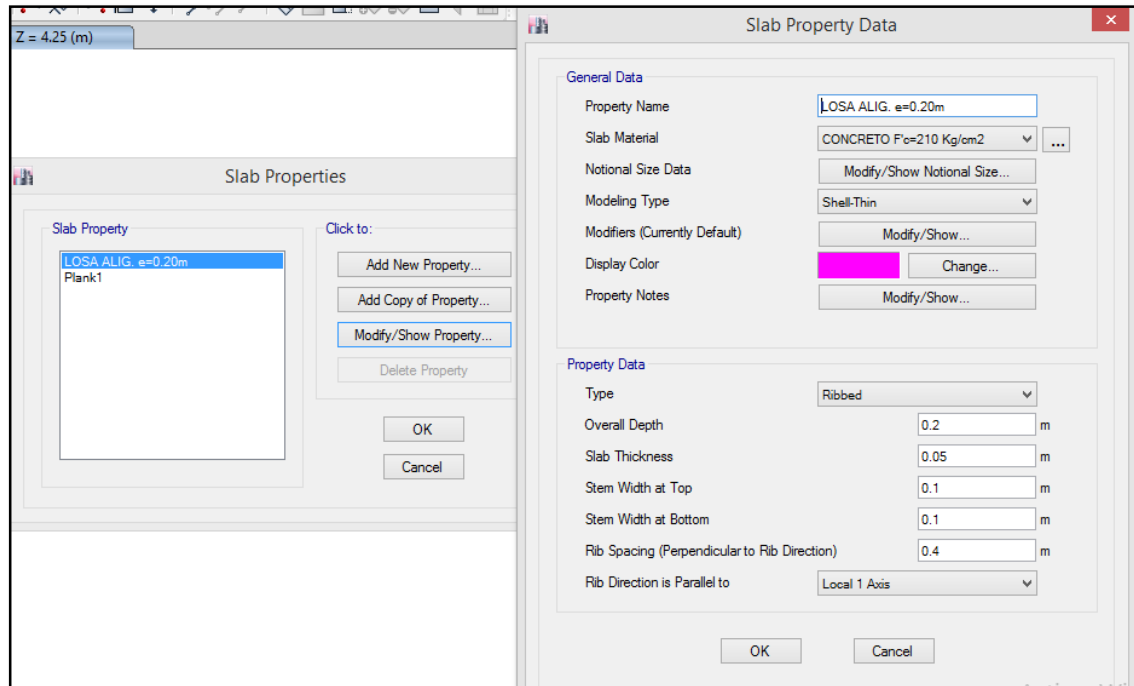 Z = 4.25 (m)
Slab Properties
Slab Property
LOSA ALIG. e=0.20m
Plank1
Click to:
Add New Property...
Add Copy of Property...
Modify/Show Property...
Delete Property
OK
Cancel
Slab Property Data
General Data
Property Name
LOSA ALIG. e=0.20m
Slab Material
CONCRETO F'c=210 Kg/cm2
...
Notional Size Data
Modify/Show Notional Size...
Modeling Type
Shell-Thin
Modifiers (Currently Default)
Modify/Show...
Display Color
Change...
Property Notes
Modify/Show...
Property Data
Type
Ribbed
Overall Depth
0.2 m
Slab Thickness
0.05 m
Stem Width at Top
0.1 m
Stem Width at Bottom
0.1 m
Rib Spacing (Perpendicular to Rib Direction)
0.4 m
Rib Direction is Parallel to
Local 1 Axis
OK
Cancel